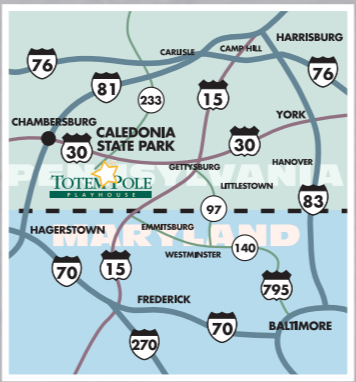 HARRISBURG
CARLISLE
CAMP HILL
76
76
81
233
15
CHAMBERSBURG
YORK
CALEDONIA
STATE PARK
30
30
GETTYSBURG
HANOVER
PENNSYLVANIA
TOTEM POLE
PLAYHOUSE
LITTLESTOWN
97
83
HAGERSTOWN
EMMITSBURG
MARYLAND
140
WESTMINSTER
70
15
795
FREDERICK
70
BALTIMORE
270